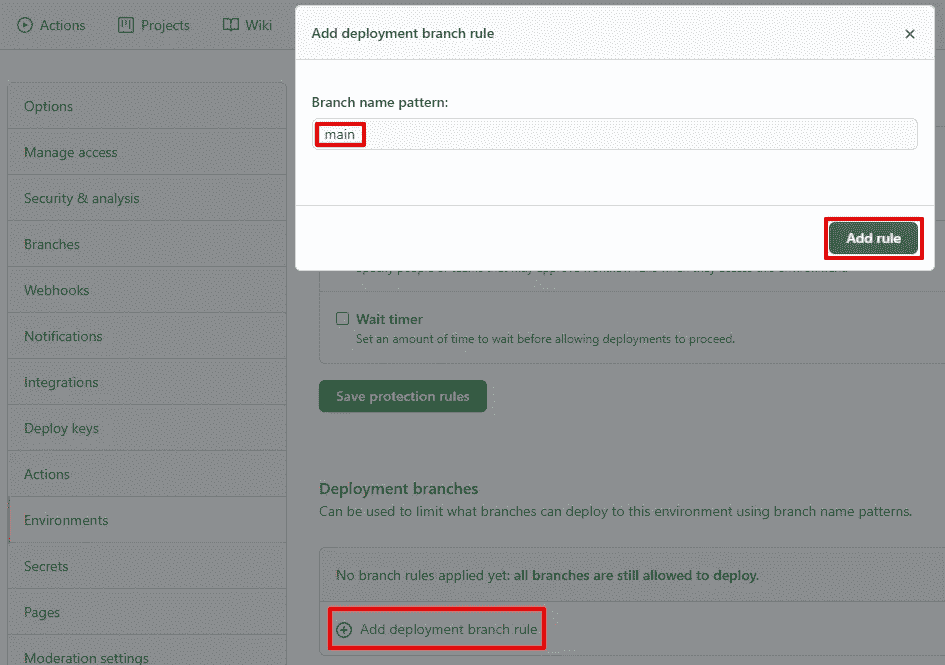 Actions Projects Wiki
Add deployment branch rule
Branch name pattern:
main
Add rule
Options
Manage access
Security & analysis
Branches
Webhooks
Notifications
Integrations
Deploy keys
Actions
Environments
Secrets
Pages
Moderation settings
Wait timer
Set an amount of time to wait before allowing deployments to proceed.
Save protection rules
Deployment branches
Can be used to limit what branches can deploy to this environment using branch name patterns.
No branch rules applied yet: all branches are still allowed to deploy.
Add deployment branch rule